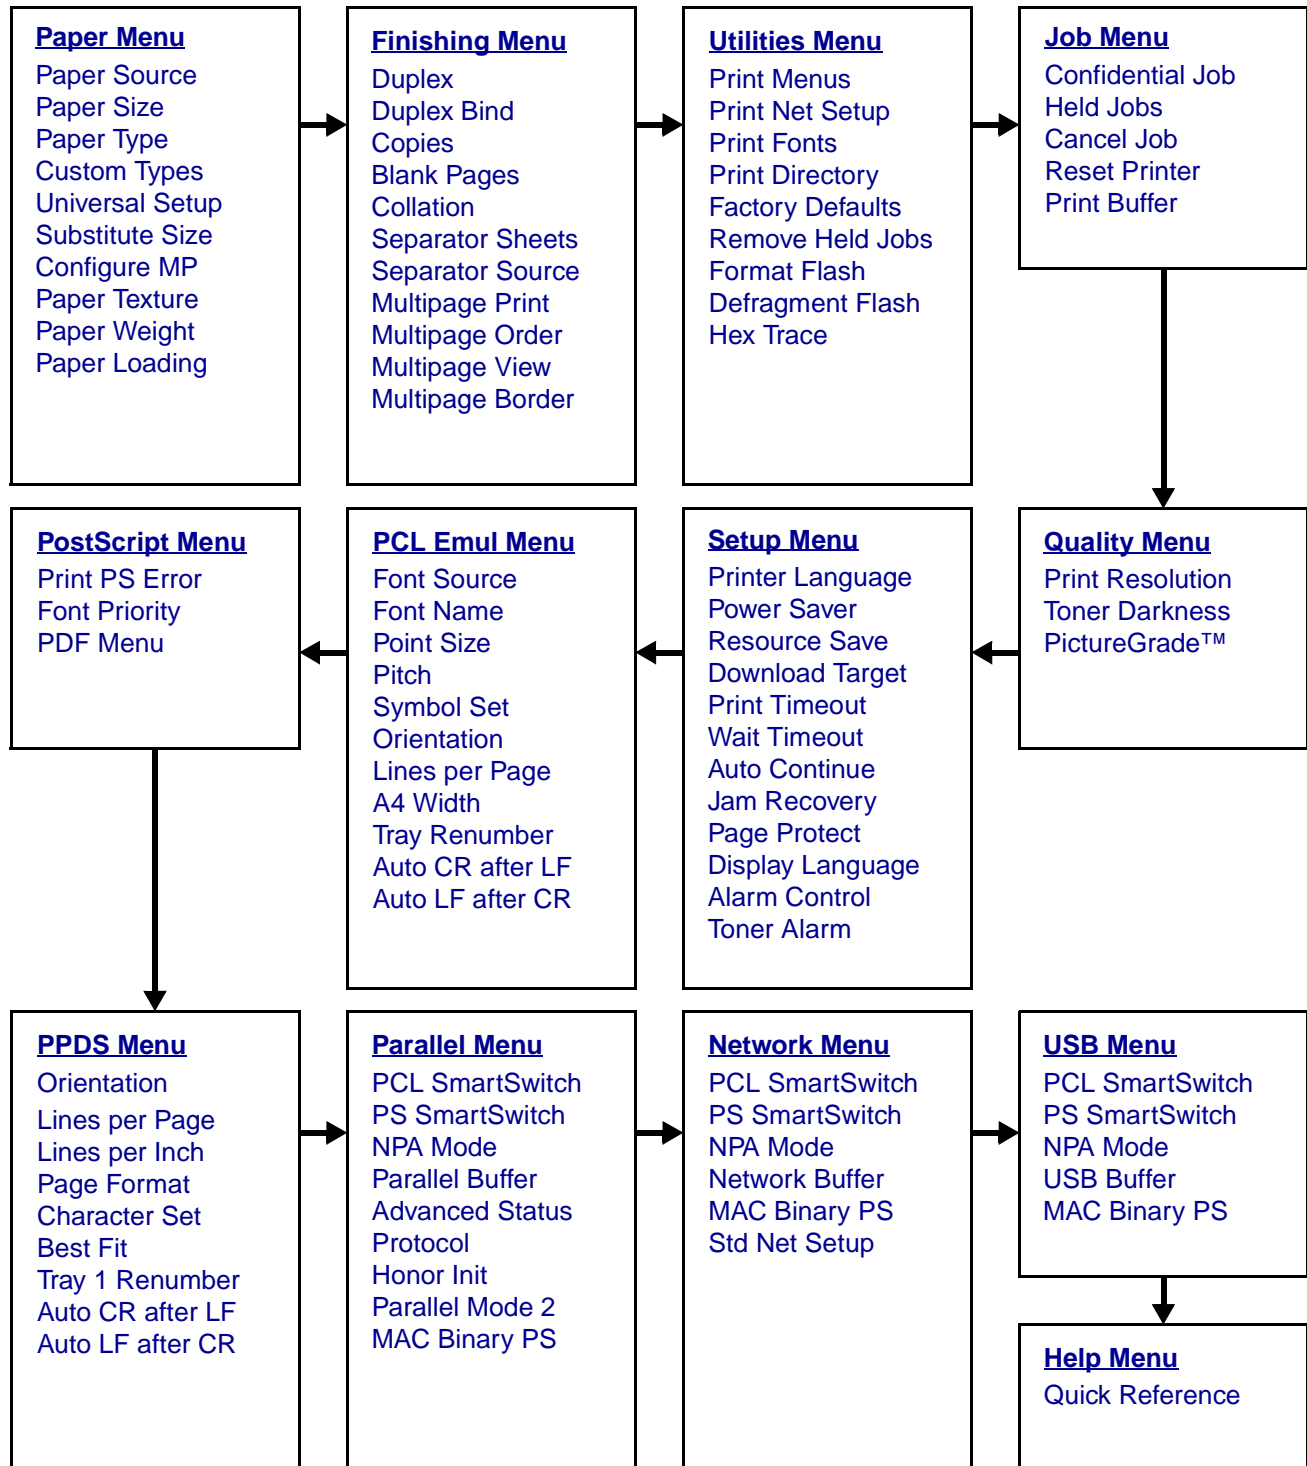 Paper Menu
Paper Source
Paper Size
Paper Type
Custom Types
Universal Setup
Substitute Size
Configure MP
Paper Texture
Paper Weight
Paper Loading
Finishing Menu
Duplex
Duplex Bind
Copies
Blank Pages
Collation
Separator Sheets
Separator Source
Multipage Print
Multipage Order
Multipage View
Multipage Border
Utilities Menu
Print Menus
Print Net Setup
Print Fonts
Print Directory
Factory Defaults
Remove Held Jobs
Format Flash
Defragment Flash
Hex Trace
Job Menu
Confidential Job
Held Jobs
Cancel Job
Reset Printer
Print Buffer
Quality Menu
Print Resolution
Toner Darkness
PictureGrade™
Setup Menu
Printer Language
Power Saver
Resource Save
Download Target
Print Timeout
Wait Timeout
Auto Continue
Jam Recovery
Page Protect
Display Language
Alarm Control
Toner Alarm
PCL Emul Menu
Font Source
Font Name
Point Size
Pitch
Symbol Set
Orientation
Lines per Page
A4 Width
Tray Renumber
Auto CR after LF
Auto LF after CR
PostScript Menu
Print PS Error
Font Priority
PDF Menu
PPDS Menu
Orientation
Lines per Page
Lines per Inch
Page Format
Character Set
Best Fit
Tray 1 Renumber
Auto CR after LF
Auto LF after CR
Parallel Menu
PCL SmartSwitch
PS SmartSwitch
NPA Mode
Parallel Buffer
Advanced Status
Protocol
Honor Init
Parallel Mode 2
MAC Binary PS
Network Menu
PCL SmartSwitch
PS SmartSwitch
NPA Mode
Network Buffer
MAC Binary PS
Std Net Setup
USB Menu
PCL SmartSwitch
PS SmartSwitch
NPA Mode
USB Buffer
MAC Binary PS
Help Menu
Quick Reference